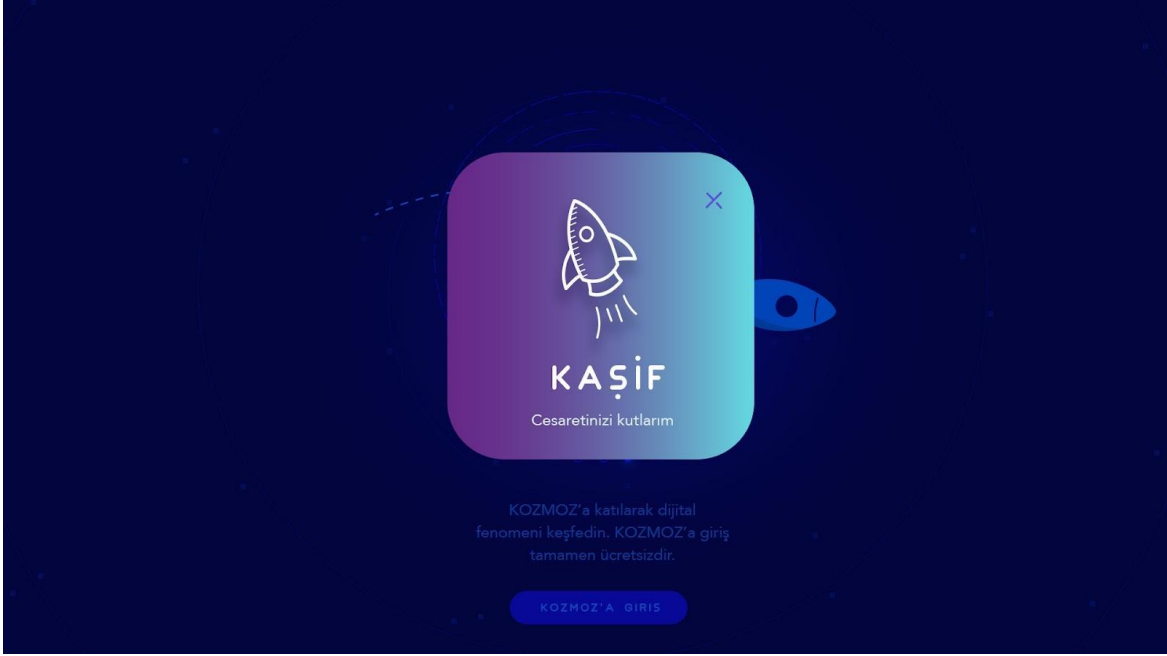 KAŞİF
Cesaretinizi kutlarım
KOZMOZ'a katılarak dijital
fenomeni keşfedin. KOZMOZ'a giriş
tamamen ücretsizdir.
KOZMOZ'A GIRIS